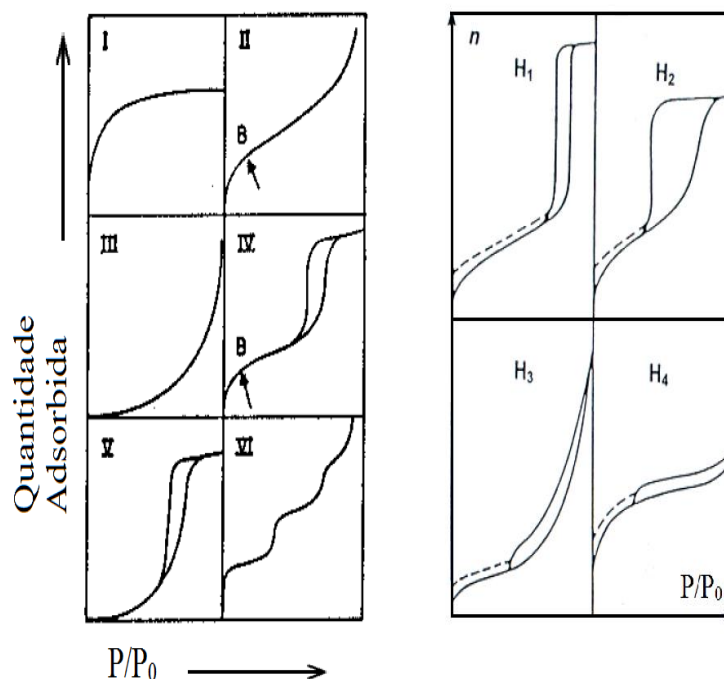 I
II
B
III
IV
B
V
VI
Quantidade
Adsorbida
P/P₀
n
H₁
H₂
H₃
H₄
P/P₀